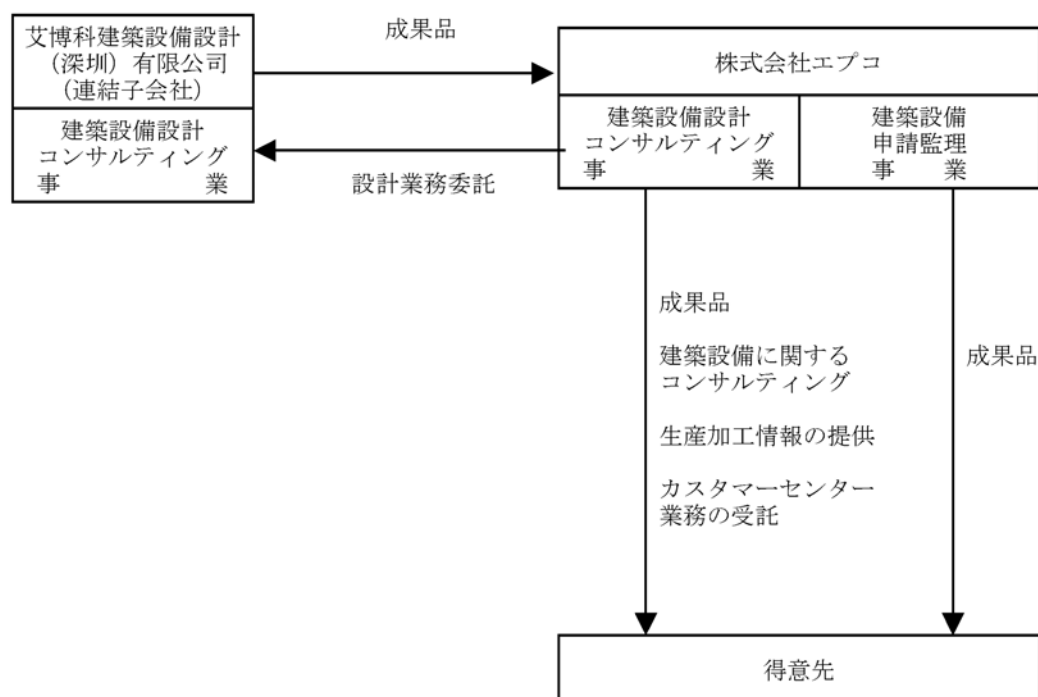 艾博科建築設備設計
（深圳）有限公司
（連結子会社）
建築設備設計
コンサルティング
事業
成果品
設計業務委託
株式会社エプコ
建築設備設計
コンサルティング
事業
建築設備
申請監理
事業
成果品
建築設備に関する
コンサルティング
生産加工情報の提供
カスタマーセンター
業務の受託
成果品
得意先